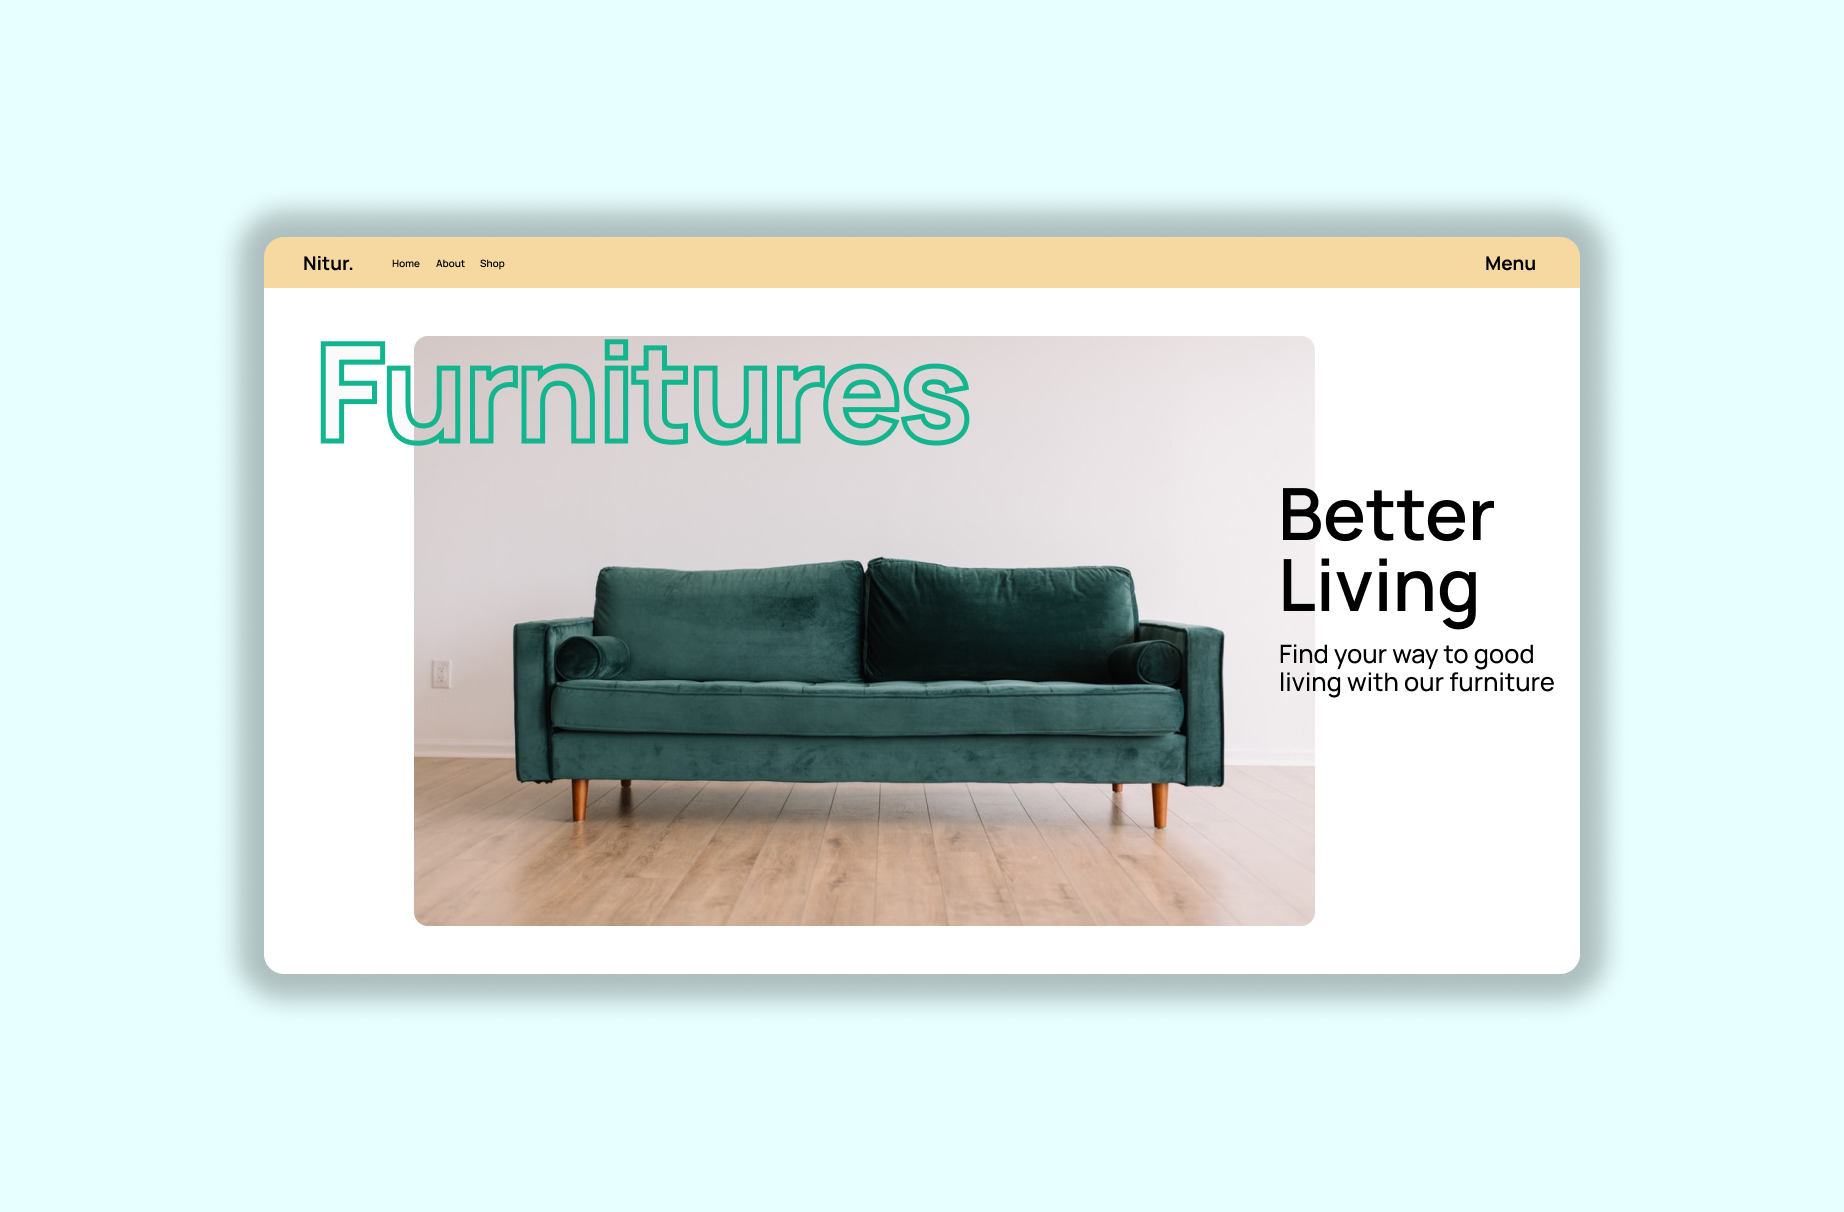 Nitur. Home About Shop Menu
Furnitures
Better
Living
Find your way to good
living with our furniture